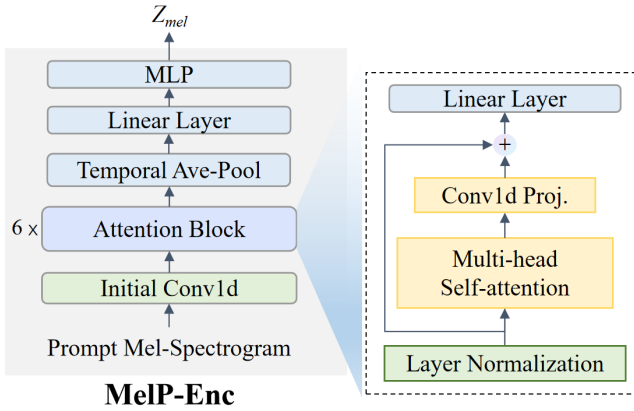 Z_mel
MLP
Linear Layer
Temporal Ave-Pool
6 ×
Attention Block
Initial Conv1d
Prompt Mel-Spectrogram
MelP-Enc
Linear Layer
+
Conv1d Proj.
Multi-head
Self-attention
Layer Normalization